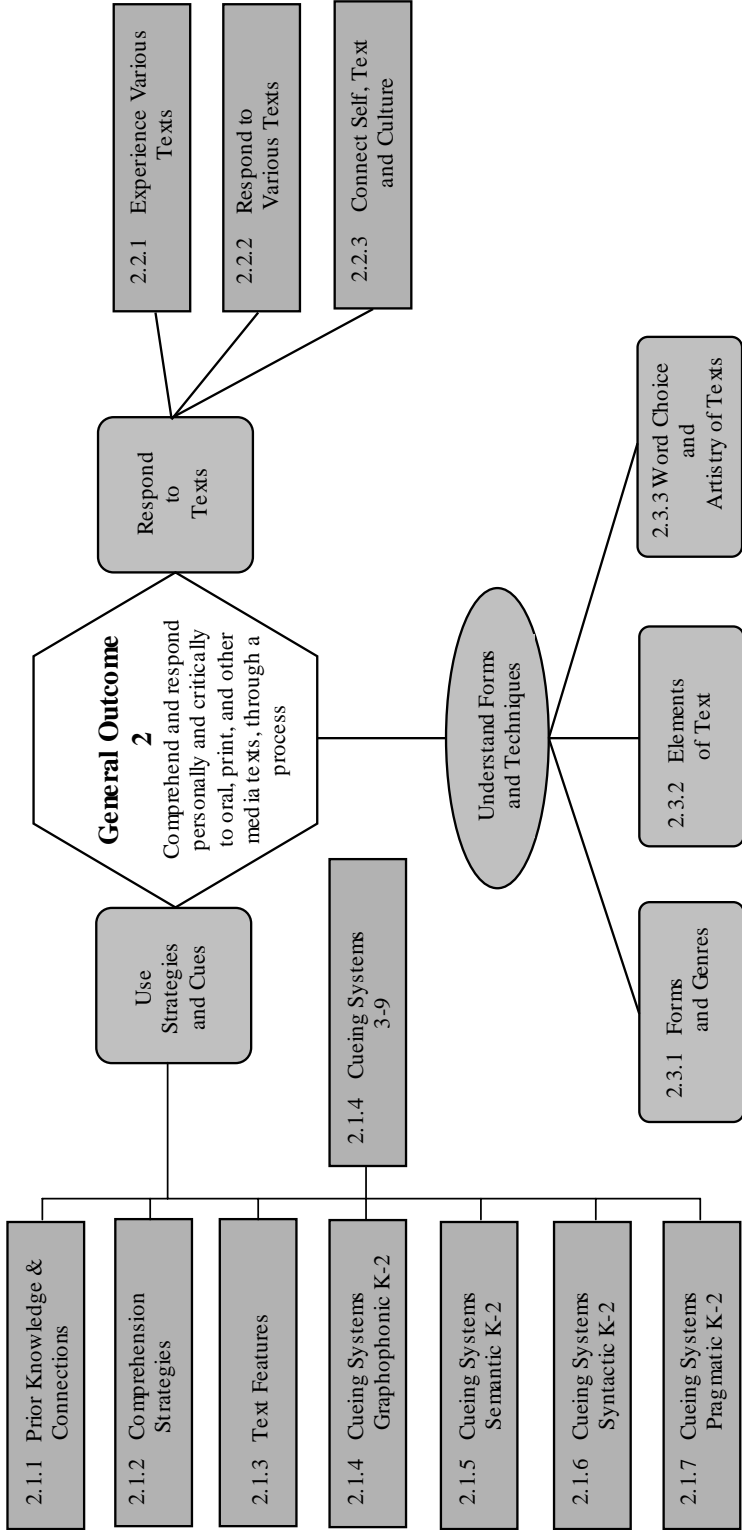 General Outcome
2
Comprehend and respond
personally and critically
to oral, print, and other
media texts, through a
process
Use
Strategies
and Cues
2.1.1 Prior Knowledge &
Connections
2.1.2 Comprehension
Strategies
2.1.3 Text Features
2.1.4 Cueing Systems
Graphophonic K-2
2.1.5 Cueing Systems
Semantic K-2
2.1.6 Cueing Systems
Syntactic K-2
2.1.7 Cueing Systems
Pragmatic K-2
2.1.4 Cueing Systems
3-9
Respond
to
Texts
2.2.1 Experience Various
Texts
2.2.2 Respond to
Various Texts
2.2.3 Connect Self, Text
and Culture
Understand Forms
and Techniques
2.3.1 Forms
and Genres
2.3.2 Elements
of Text
2.3.3 Word Choice
and
Artistry of Texts